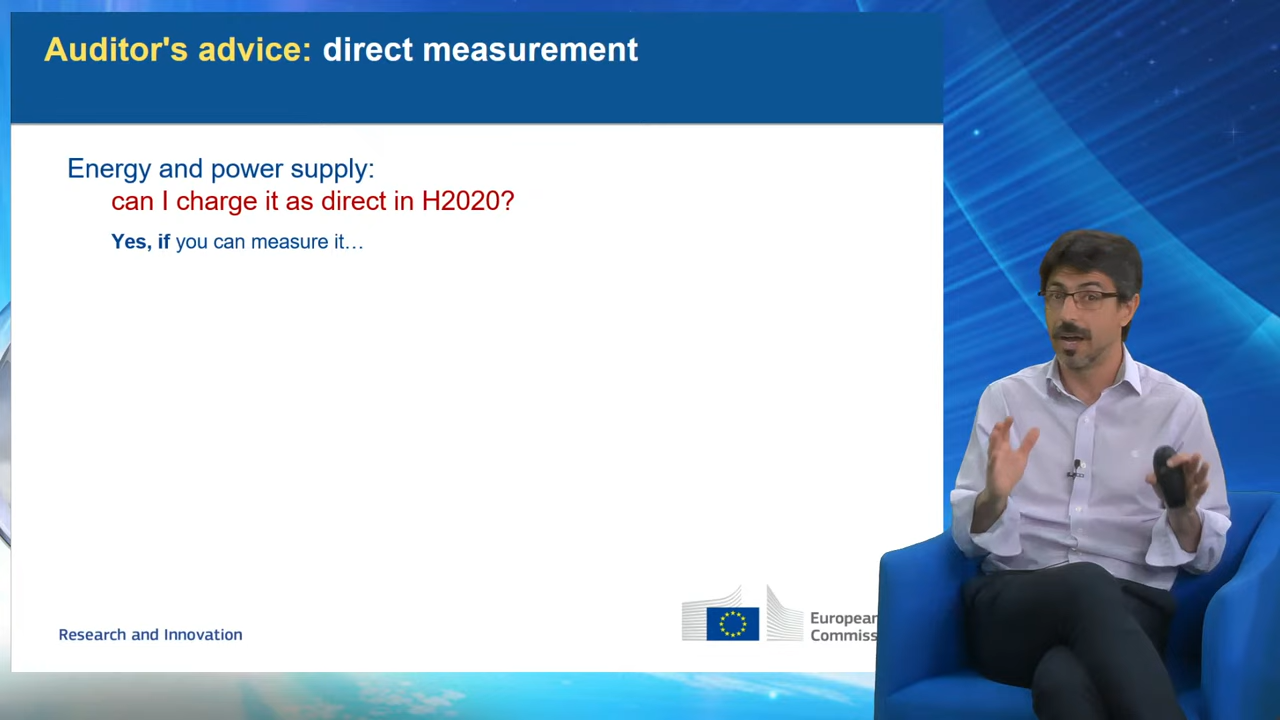 Auditor's advice: direct measurement
Energy and power supply:
can I charge it as direct in H2020?
Yes, if you can measure it…
Research and Innovation
European
Commiss